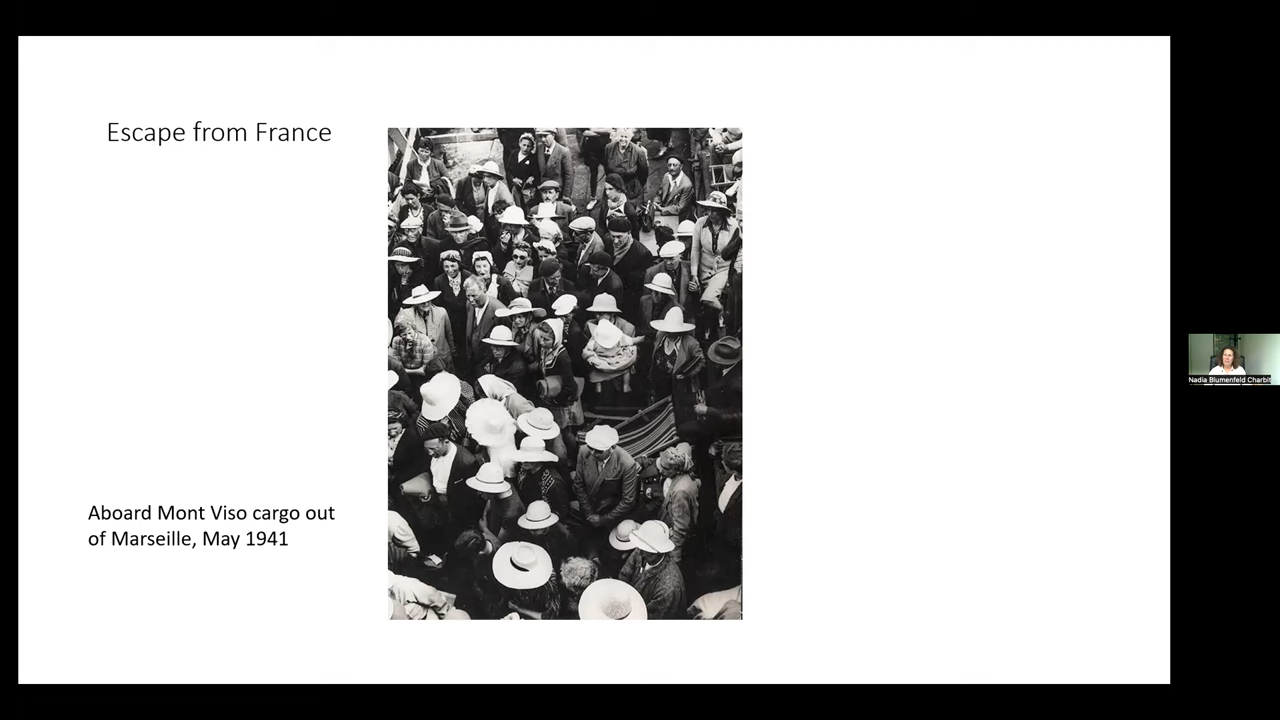 Escape from France
Aboard Mont Viso cargo out
of Marseille, May 1941
Nadia Blumenfeld Charbit